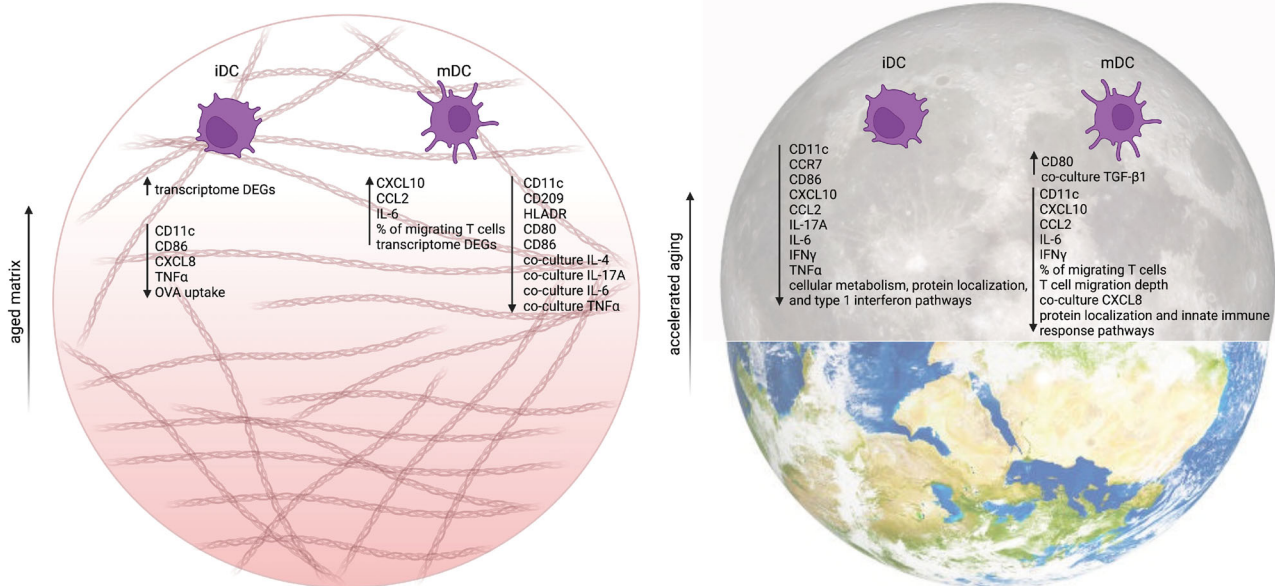 aged matrix
iDC
transcriptome DEGs
CD11c
CD86
CXCL8
TNFα
OVA uptake
mDC
CXCL10
CCL2
IL-6
% of migrating T cells
transcriptome DEGs
CD11c
CD209
HLADR
CD80
CD86
co-culture IL-4
co-culture IL-17A
co-culture IL-6
co-culture TNFα
accelerated aging
iDC
CD11c
CCR7
CD86
CXCL10
CCL2
IL-17A
IL-6
IFNγ
TNFα
cellular metabolism, protein localization,
and type 1 interferon pathways
mDC
CD80
co-culture TGF-β1
CD11c
CXCL10
CCL2
IL-6
IFNγ
% of migrating T cells
T cell migration depth
co-culture CXCL8
protein localization and innate immune
response pathways